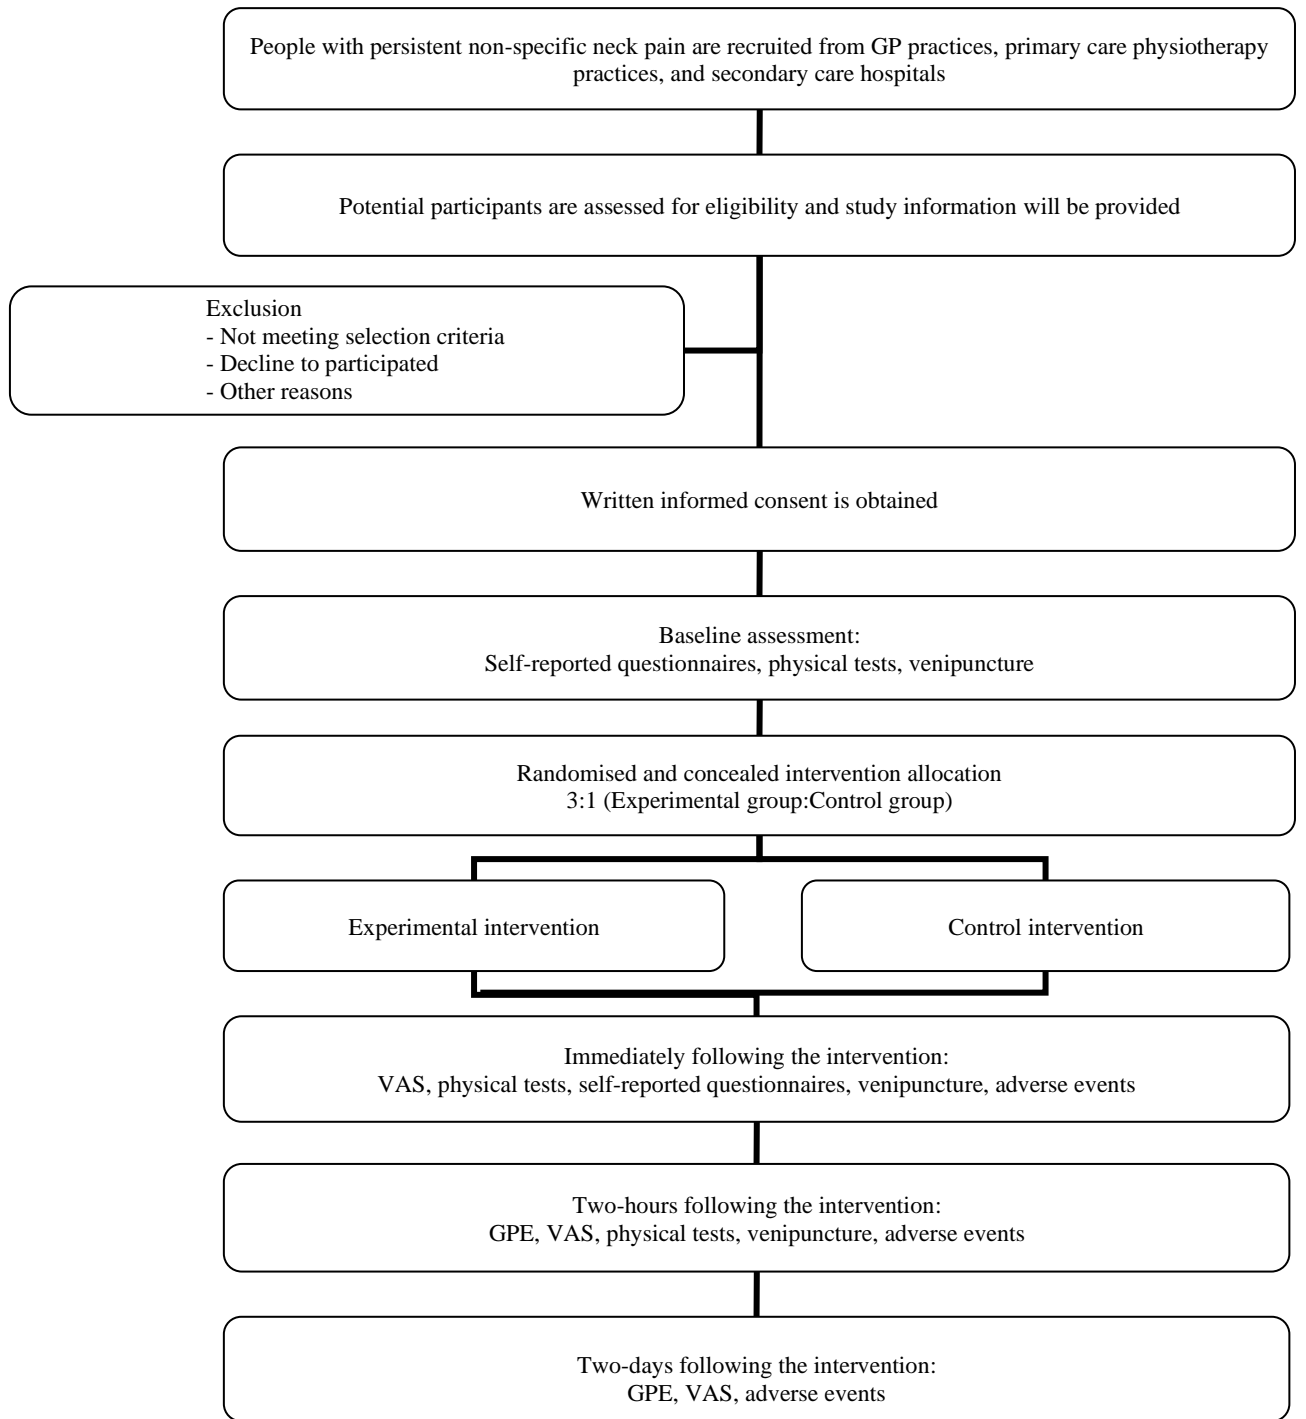 People with persistent non-specific neck pain are recruited from GP practices, primary care physiotherapy
practices, and secondary care hospitals
Potential participants are assessed for eligibility and study information will be provided
Exclusion
- Not meeting selection criteria
- Decline to participated
- Other reasons
Written informed consent is obtained
Baseline assessment:
Self-reported questionnaires, physical tests, venipuncture
Randomised and concealed intervention allocation
3:1 (Experimental group:Control group)
Experimental intervention
Control intervention
Immediately following the intervention:
VAS, physical tests, self-reported questionnaires, venipuncture, adverse events
Two-hours following the intervention:
GPE, VAS, physical tests, venipuncture, adverse events
Two-days following the intervention:
GPE, VAS, adverse events